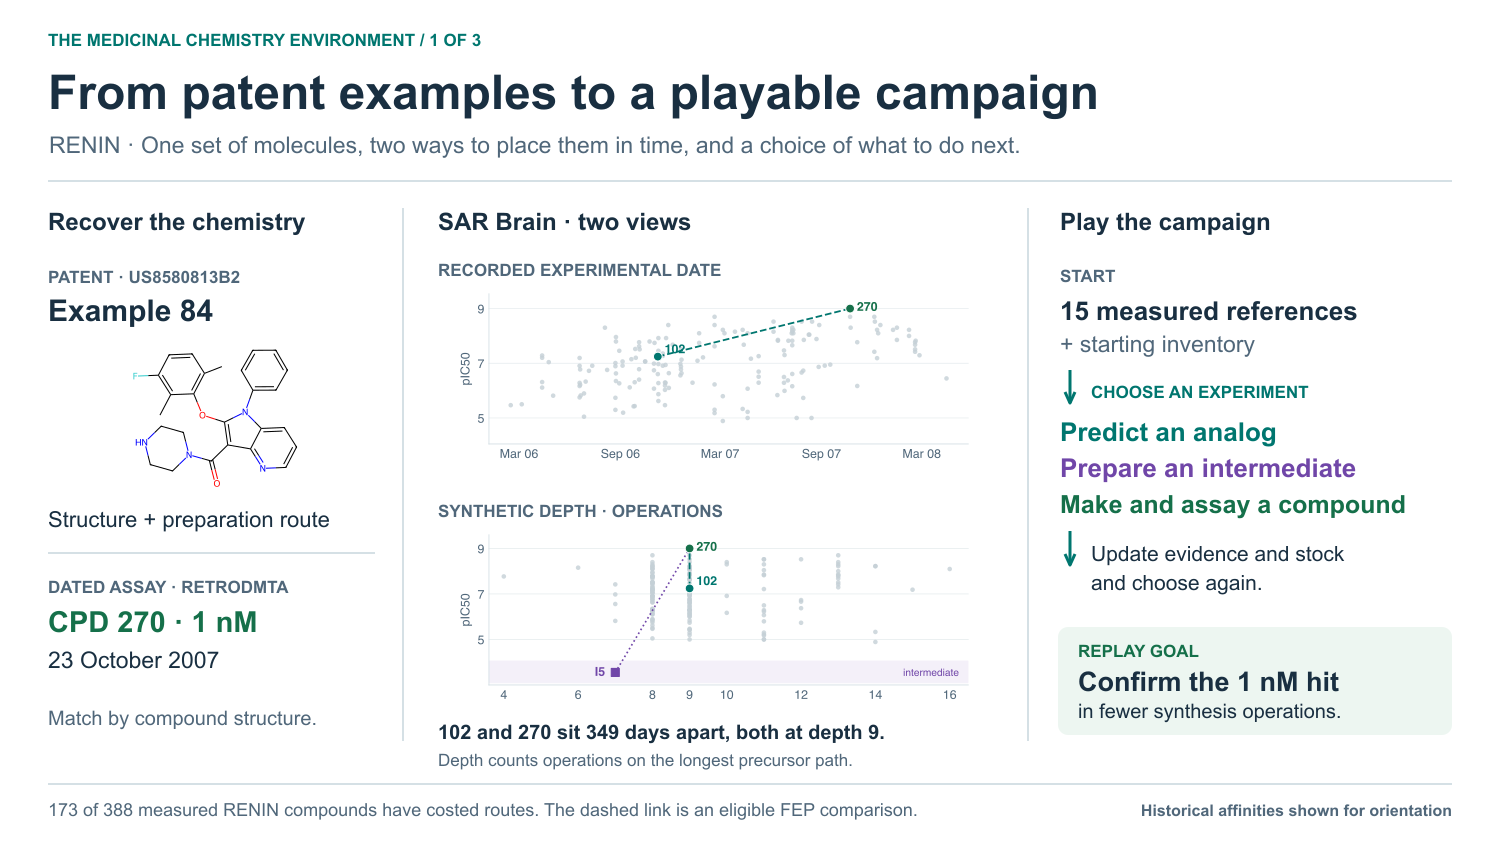 THE MEDICINAL CHEMISTRY ENVIRONMENT / 1 OF 3
From patent examples to a playable campaign
RENIN · One set of molecules, two ways to place them in time, and a choice of what to do next.
Recover the chemistry
PATENT · US8580813B2
Example 84
F
O
N
HN
N
N
O
Structure + preparation route
DATED ASSAY · RETRODMTA
CPD 270 · 1 nM
23 October 2007
Match by compound structure.
SAR Brain · two views
RECORDED EXPERIMENTAL DATE
9
7
5
pIC50
270
102
Mar 06
Sep 06
Mar 07
Sep 07
Mar 08
SYNTHETIC DEPTH · OPERATIONS
9
7
5
pIC50
270
102
I5
intermediate
4
6
8
9
10
12
14
16
102 and 270 sit 349 days apart, both at depth 9.
Depth counts operations on the longest precursor path.
Play the campaign
START
15 measured references
+ starting inventory
CHOOSE AN EXPERIMENT
Predict an analog
Prepare an intermediate
Make and assay a compound
Update evidence and stock
and choose again.
REPLAY GOAL
Confirm the 1 nM hit
in fewer synthesis operations.
173 of 388 measured RENIN compounds have costed routes. The dashed link is an eligible FEP comparison.
Historical affinities shown for orientation